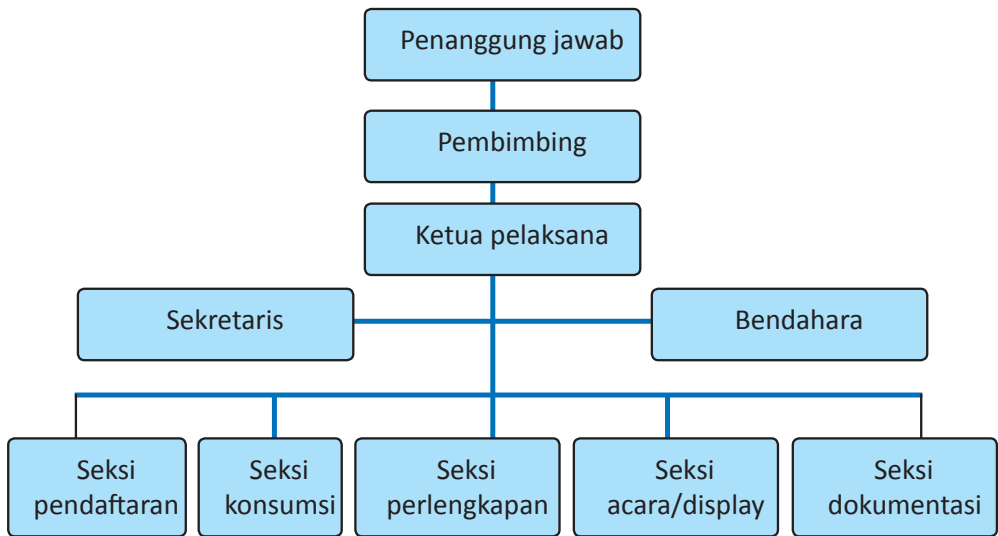 Penanggung jawab
Pembimbing
Ketua pelaksana
Sekretaris
Bendahara
Seksi
pendaftaran
Seksi
konsumsi
Seksi
perlengkapan
Seksi
acara/display
Seksi
dokumentasi